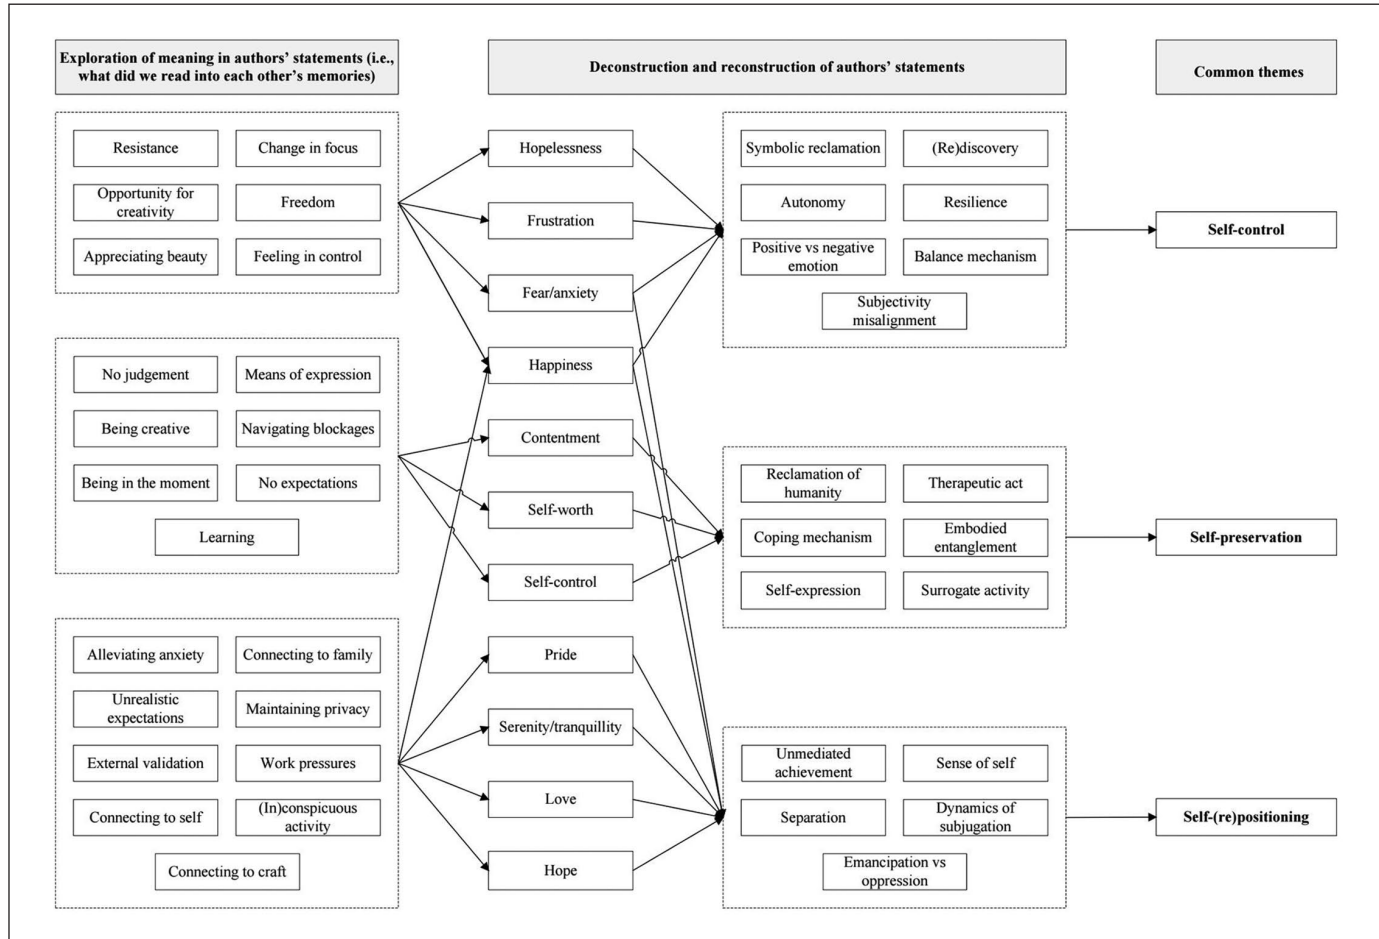 Exploration of meaning in authors' statements (i.e.,
what did we read into each other's memories)
Deconstruction and reconstruction of authors' statements
Common themes
Resistance
Change in focus
Opportunity for
creativity
Freedom
Appreciating beauty
Feeling in control
No judgement
Means of expression
Being creative
Navigating blockages
Being in the moment
No expectations
Learning
Alleviating anxiety
Connecting to family
Unrealistic
expectations
Maintaining privacy
External validation
Work pressures
Connecting to self
(In)conspicuous
activity
Connecting to craft
Hopelessness
Frustration
Fear/anxiety
Happiness
Contentment
Self-worth
Self-control
Pride
Serenity/tranquillity
Love
Hope
Symbolic reclamation
(Re)discovery
Autonomy
Resilience
Positive vs negative
emotion
Balance mechanism
Subjectivity
misalignment
Reclamation of
humanity
Therapeutic act
Coping mechanism
Embodied
entanglement
Self-expression
Surrogate activity
Unmediated
achievement
Sense of self
Separation
Dynamics of
subjugation
Emancipation vs
oppression
Self-control
Self-preservation
Self-(re)positioning